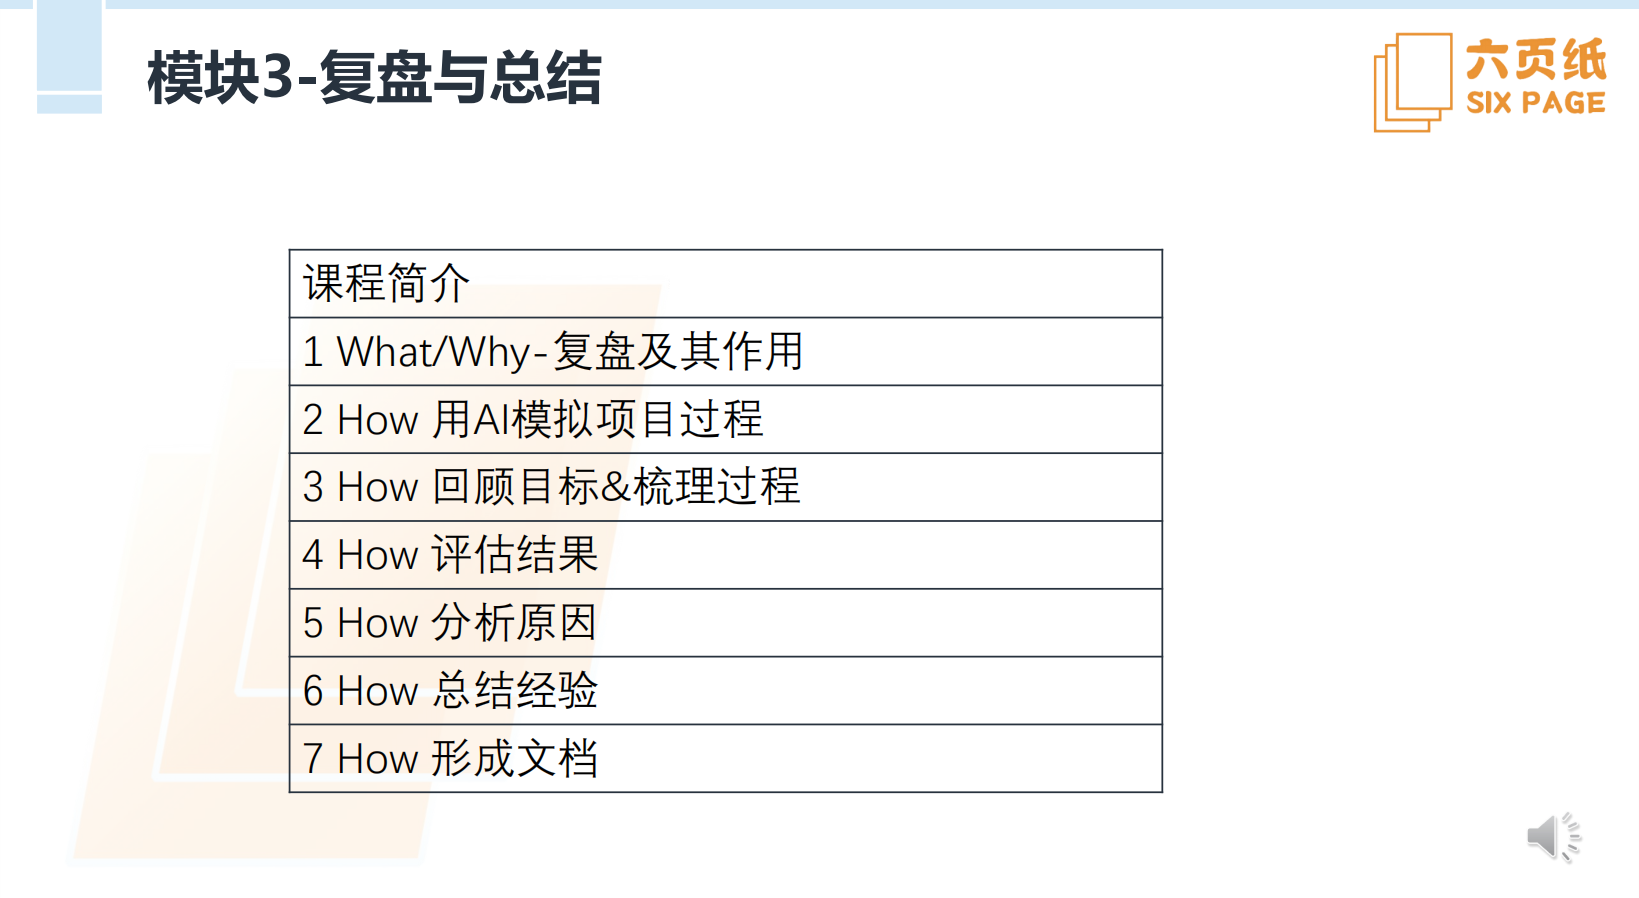 模块3-复盘与总结
六页纸
SIX PAGE
课程简介
1 What/Why-复盘及其作用
2 How 用AI模拟项目过程
3 How 回顾目标&梳理过程
4 How 评估结果
5 How 分析原因
6 How 总结经验
7 How 形成文档